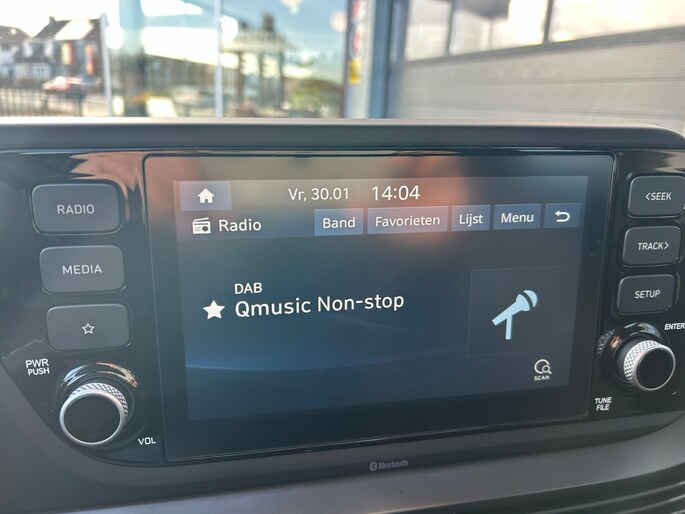 Vr, 30.01 14:04
RADIO
Radio Band Favorieten Lijst Menu
MEDIA
DAB
Qmusic Non-stop
SCAN
PWR
PUSH
VOL
<SEEK
TRACK>
SETUP
ENTER
TUNE
FILE
Bluetooth